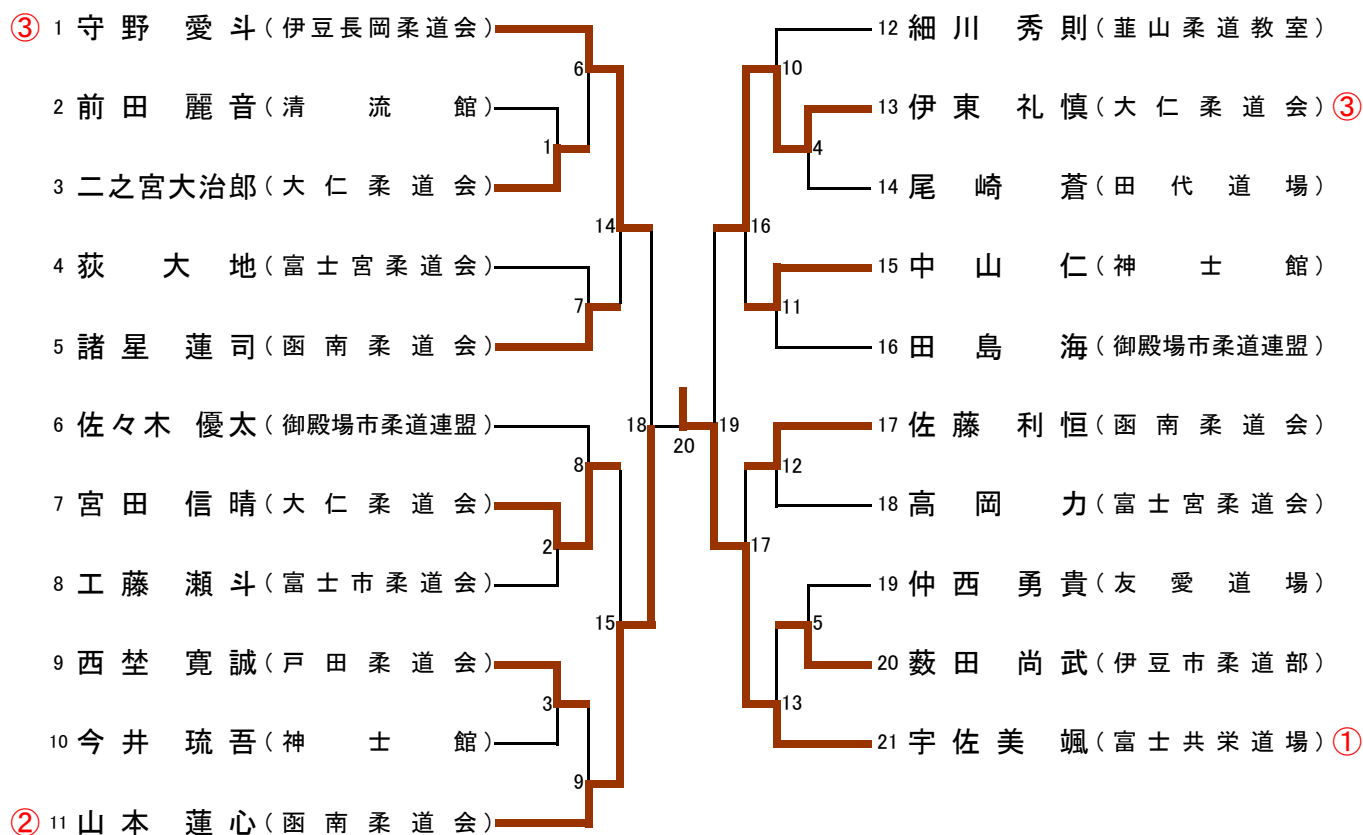 ③ 1 守野 愛斗(伊豆長岡柔道会)
2 前田 麗音(清流館)
3 二之宮大治郎(大仁柔道会)
4 荻 大地(富士宮柔道会)
5 諸星 蓮司(函南柔道会)
6 佐々木 優太(御殿場市柔道連盟)
7 宮田 信晴(大仁柔道会)
8 工藤 瀬斗(富士市柔道会)
9 西埜 寛誠(戸田柔道会)
10 今井 琉吾(神士館)
② 11 山本 蓮心(函南柔道会)
6
1
14
7
18
8
2
15
3
9
20
10
4
16
11
19
12
17
5
13
12 細川 秀則(韮山柔道教室)
13 伊東 礼慎(大仁柔道会) ③
14 尾崎 蒼(田代道場)
15 中山 仁(神士館)
16 田島 海(御殿場市柔道連盟)
17 佐藤 利恒(函南柔道会)
18 高岡 力(富士宮柔道会)
19 仲西 勇貴(友愛道場)
20 薮田 尚武(伊豆市柔道部)
21 宇佐美 颯(富士共栄道場) ①